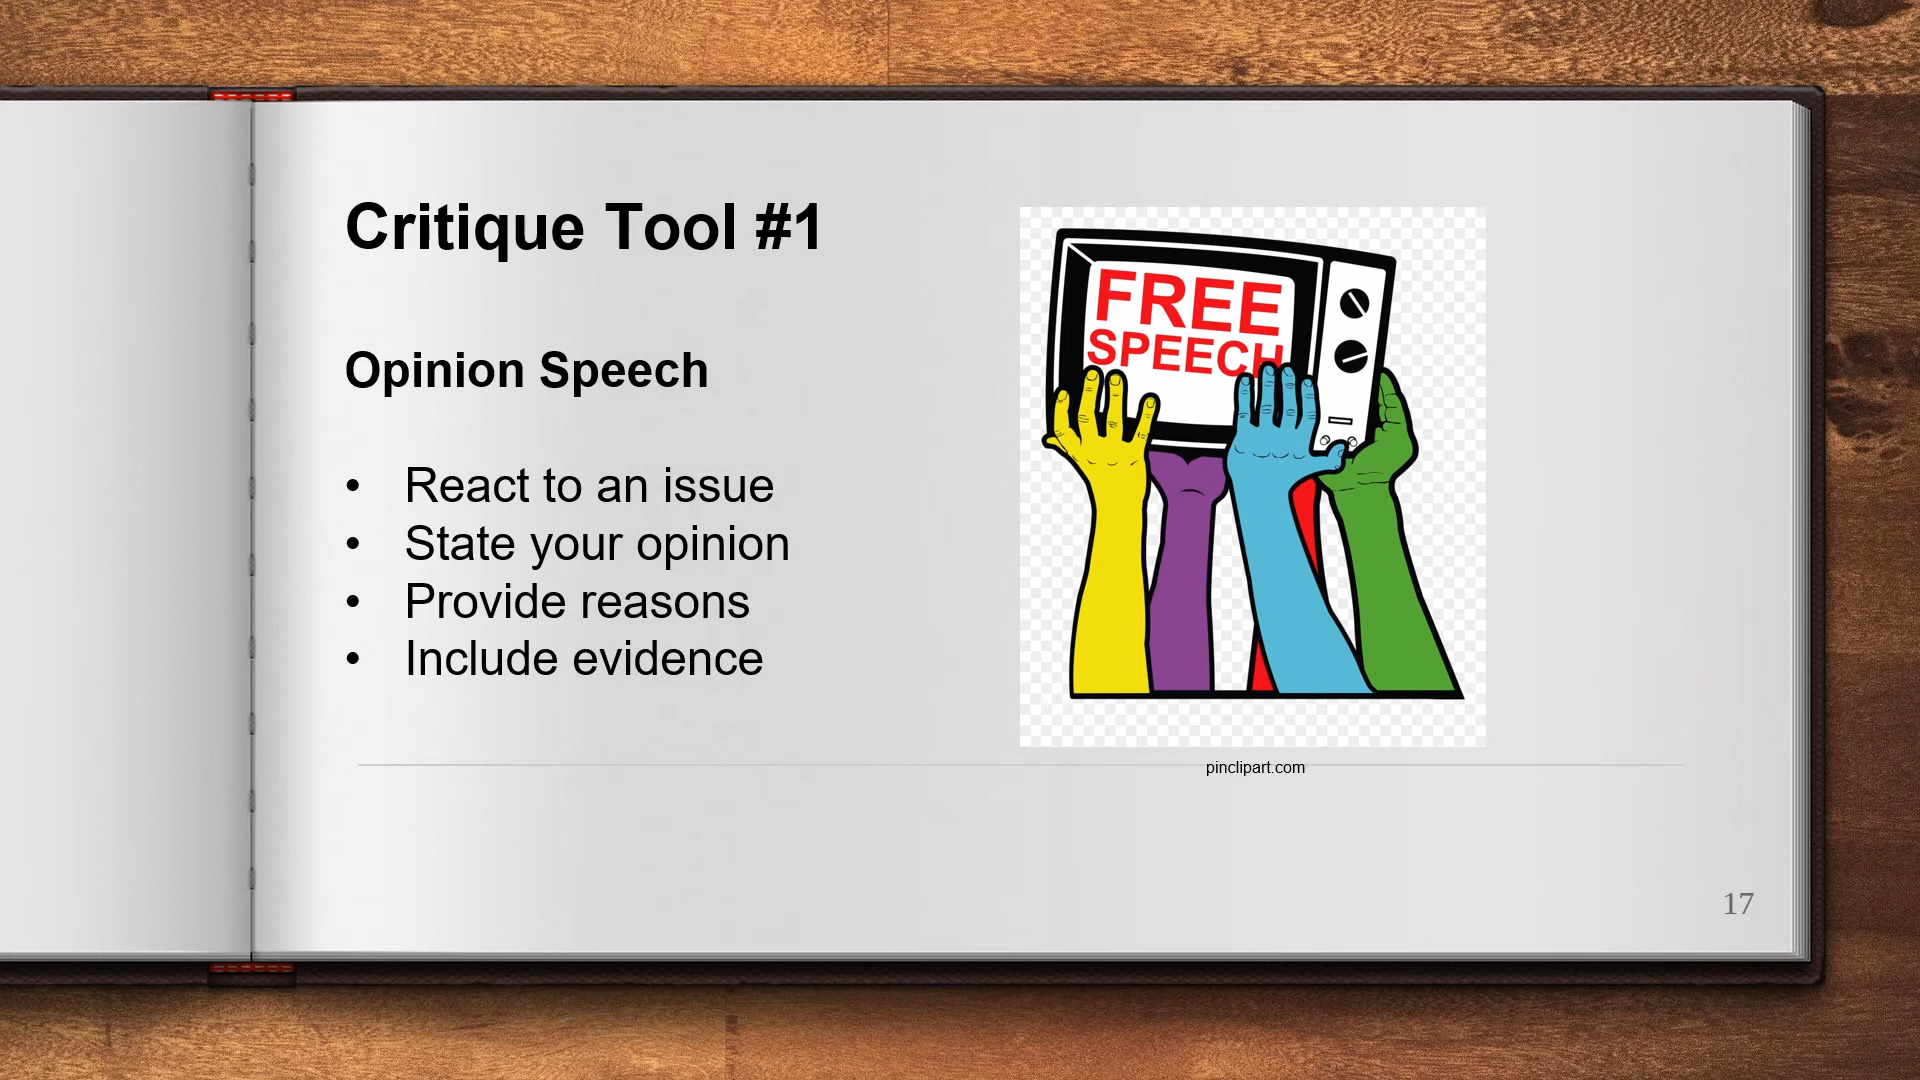 Critique Tool #1
Opinion Speech
• React to an issue
• State your opinion
• Provide reasons
• Include evidence
FREE
SPEECH
pinclipart.com
17